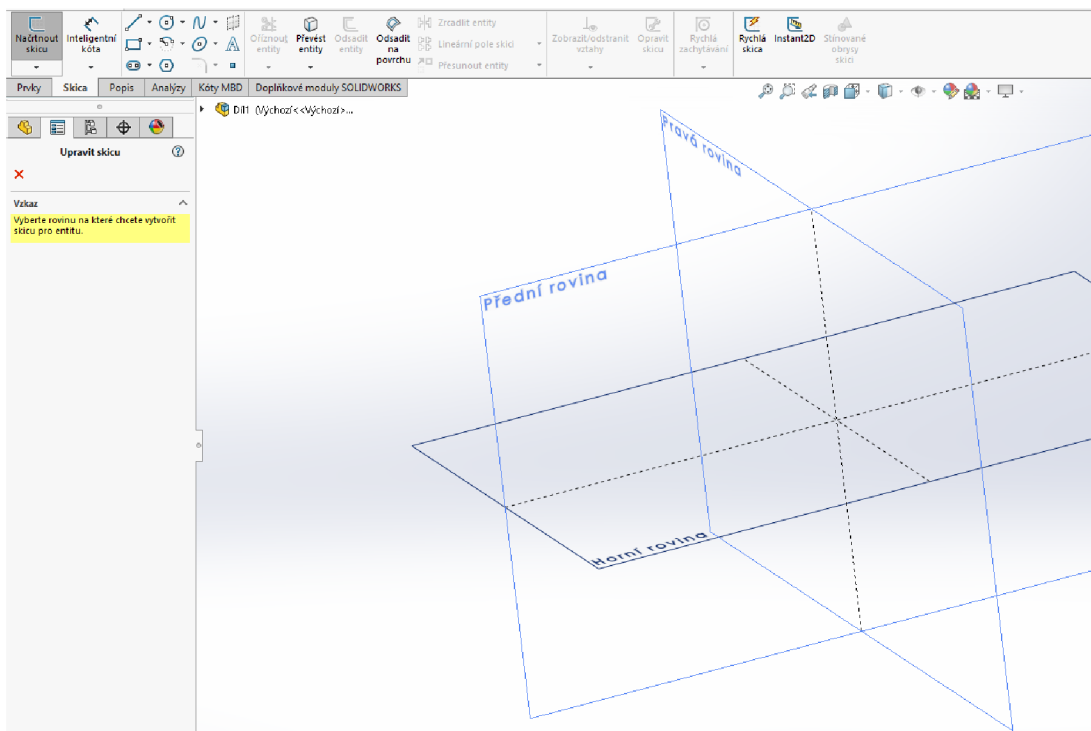 Načrtnout skicu
Inteligentní kóta
Oříznout entity
Převést entity
Odsadit entity
Odsadit na povrchu
Zrcadlit entity
Lineární pole skici
Přesunout entity
Zobrazit/odstranit vztahy
Opravit skicu
Rychlá zachytávání
Rychlá skica
Instant2D
Stínované obrysy skici
Prvky
Skica
Popis
Analýzy
Kóty MBD
Doplňkové moduly SOLIDWORKS
Díl1 (Výchozí<<Výchozí>...
Upravit skicu
Vzkaz
Vyberte rovinu na které chcete vytvořit
skicu pro entitu.
Pravá rovina
Přední rovina
Horní rovina